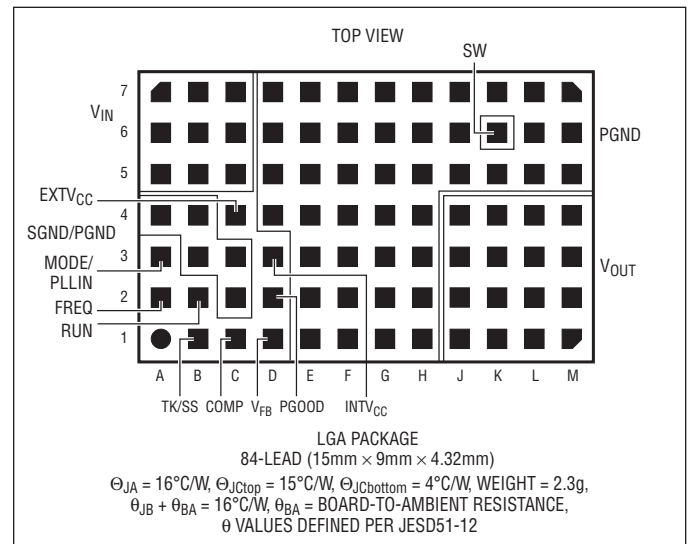 TOP VIEW
SW
7
VIN
6
PGND
5
EXTVCC
4
SGND/PGND
3
MODE/
PLLIN
VOUT
2
FREQ
RUN
1
A B C D E F G H J K L M
TK/SS COMP VFB PGOOD INTVCC
LGA PACKAGE
84-LEAD (15mm × 9mm × 4.32mm)
ΘJA = 16°C/W, ΘJCtop = 15°C/W, ΘJCbottom = 4°C/W, WEIGHT = 2.3g,
θJB + θBA = 16°C/W, θBA = BOARD-TO-AMBIENT RESISTANCE,
θ VALUES DEFINED PER JESD51-12